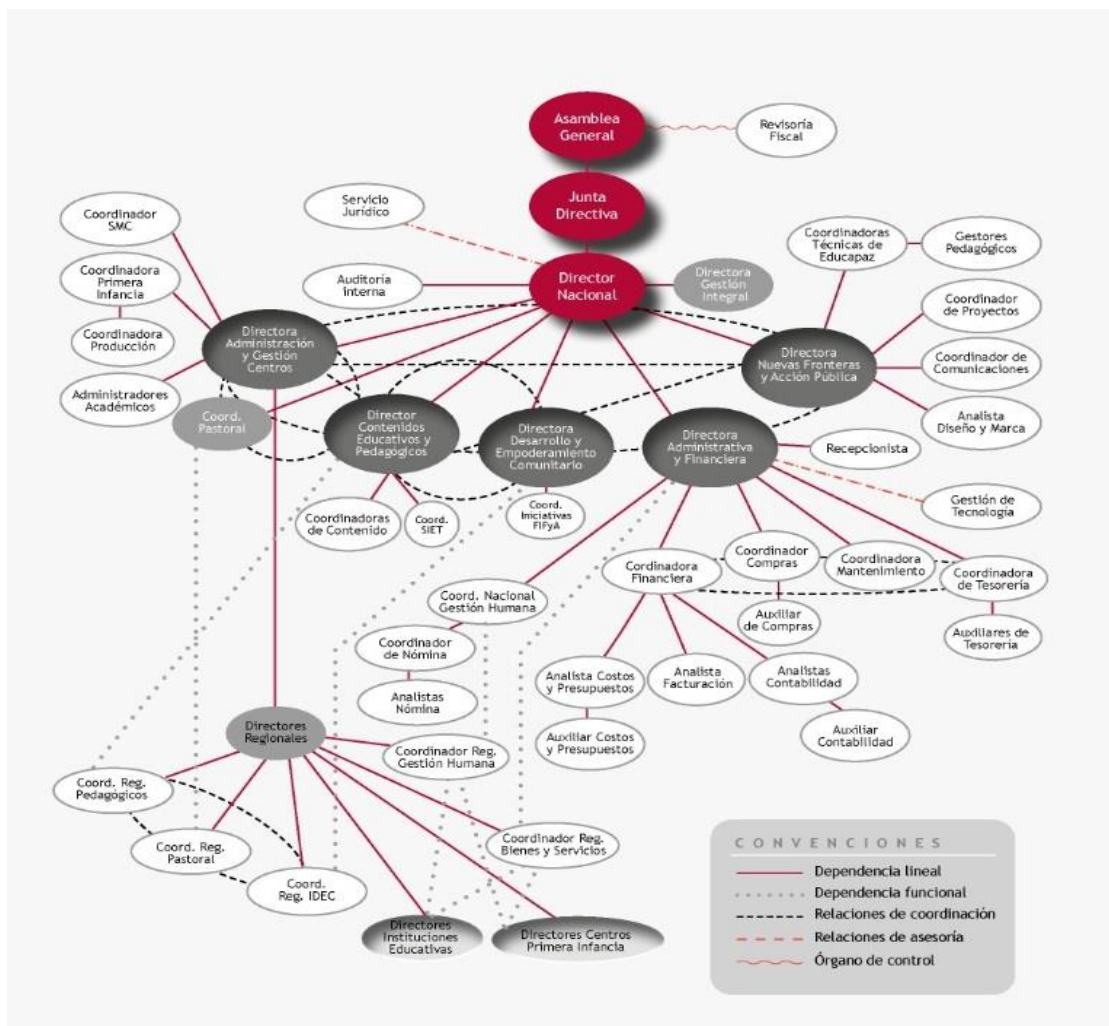 Asamblea
General
Revisoría
Fiscal
Junta
Directiva
Servicio
Jurídico
Director
Nacional
Auditoría
interna
Directora
Gestión
Integral
Coordinador
SMC
Coordinadora
Primera
Infancia
Coordinadora
Producción
Administradores
Académicos
Directora
Administración
y Gestión
Centros
Coord.
Pastoral
Coordinadoras
Técnicas de
Educapaz
Gestores
Pedagógicos
Coordinador
de Proyectos
Coordinador de
Comunicaciones
Analista
Diseño y Marca
Directora
Nuevas Fronteras
y Acción Pública
Director
Contenidos
Educativos y
Pedagógicos
Directora
Desarrollo y
Empoderamiento
Comunitario
Directora
Administrativa
y Financiera
Recepcionista
Gestión de
Tecnología
Coordinadoras
de Contenido
Coord.
SIET
Coord.
Iniciativas
FIFyA
Cordinadora
Financiera
Coordinador
Compras
Coordinadora
Mantenimiento
Coordinadora
de Tesorería
Auxiliar
de Compras
Auxiliares de
Tesorería
Coord. Nacional
Gestión Humana
Coordinador
de Nómina
Analistas
Nómina
Analista Costos
y Presupuestos
Analista
Facturación
Analistas
Contabilidad
Auxiliar Costos
y Presupuestos
Auxiliar
Contabilidad
Directores
Regionales
Coordinador Reg.
Gestión Humana
Coord. Reg.
Pedagógicos
Coord. Reg.
Pastoral
Coord.
Reg. IDEC
Coordinador Reg.
Bienes y Servicios
Directores
Instituciones
Educativas
Directores Centros
Primera Infancia
CONVENCIONES
Dependencia lineal
Dependencia funcional
Relaciones de coordinación
Relaciones de asesoría
Órgano de control